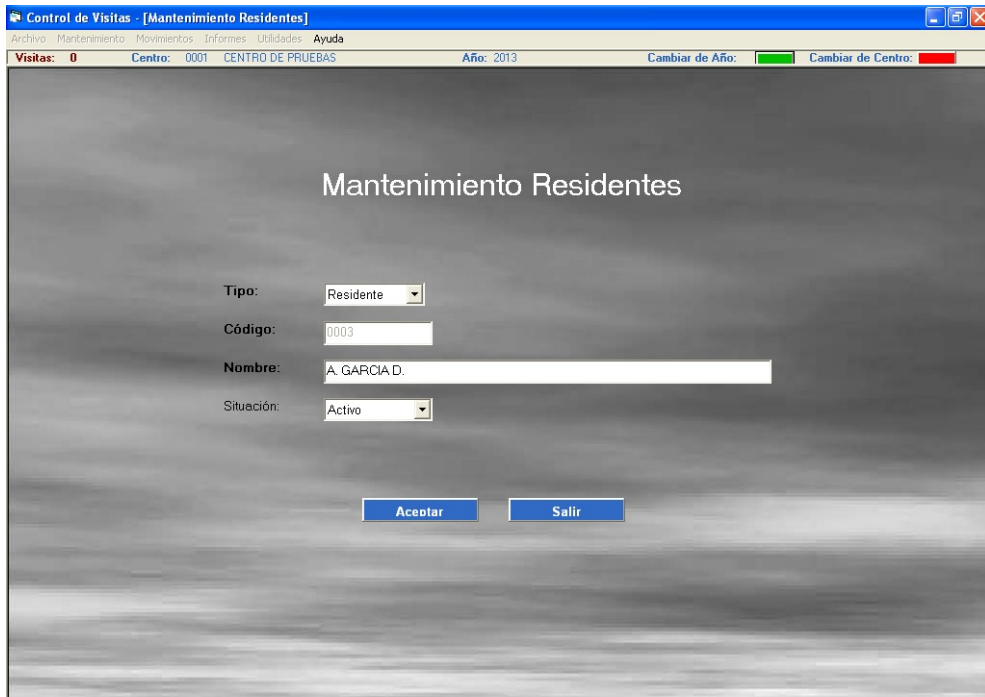 Control de Visitas - [Mantenimiento Residentes]
Archivo Mantenimiento Movimientos Informes Utilidades Ayuda
Visitas: 0 Centro: 0001 CENTRO DE PRUEBAS Año: 2013 Cambiar de Año: Cambiar de Centro:
Mantenimiento Residentes
Tipo: Residente
Código: 0003
Nombre: A. GARCIA D.
Situación: Activo
Aceptar Salir